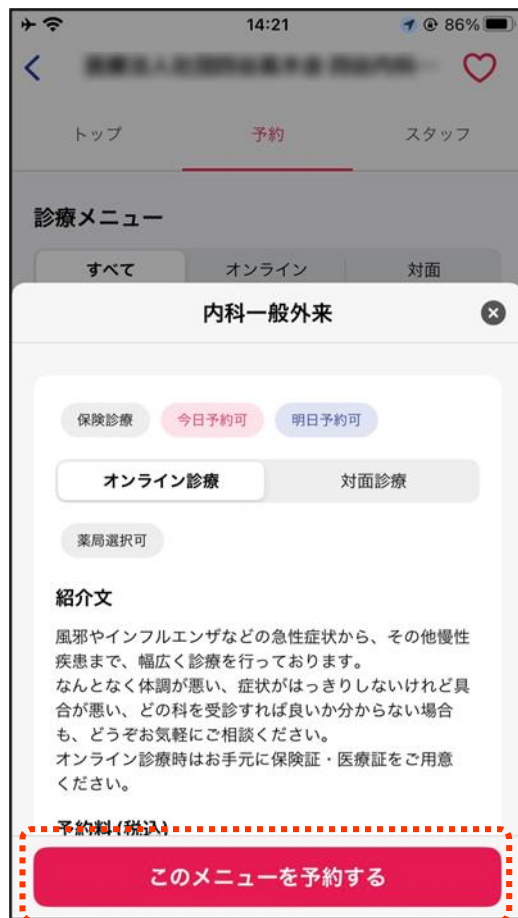 14:21
86%
トップ
予約
スタッフ
診療メニュー
すべて
オンライン
対面
内科一般外来
保険診療
今日予約可
明日予約可
オンライン診療
対面診療
薬局選択可
紹介文
風邪やインフルエンザなどの急性症状から、その他慢性
疾患まで、幅広く診療を行っております。
なんとなく体調が悪い、症状がはっきりしないけれど具
合が悪い、どの科を受診すれば良いか分からない場合
も、どうぞお気軽にご相談ください。
オンライン診療時はお手元に保険証・医療証をご用意
ください。
予約料(税込)
このメニューを予約する